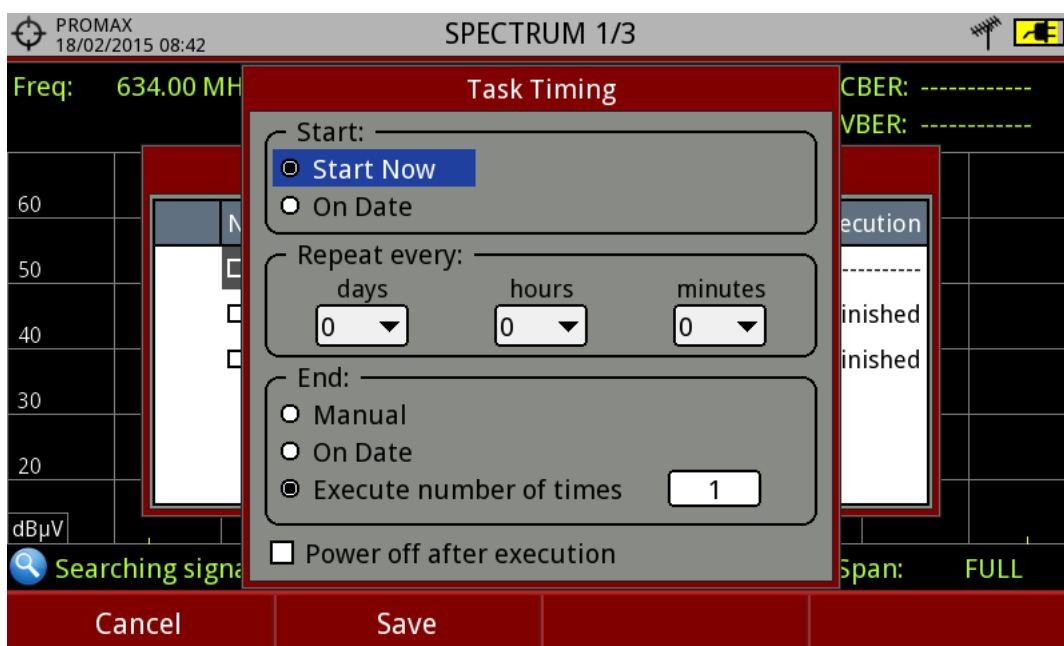 PROMAX
18/02/2015 08:42
SPECTRUM 1/3
Freq: 634.00 MH
CBER: ------------
VBER: ------------
Task Timing
Start:
Start Now
On Date
Repeat every:
days hours minutes
0 0 0
End:
Manual
On Date
Execute number of times 1
Power off after execution
N
ecution
----------
inished
inished
60
50
40
30
20
dBµV
Searching signa
Span: FULL
Cancel Save